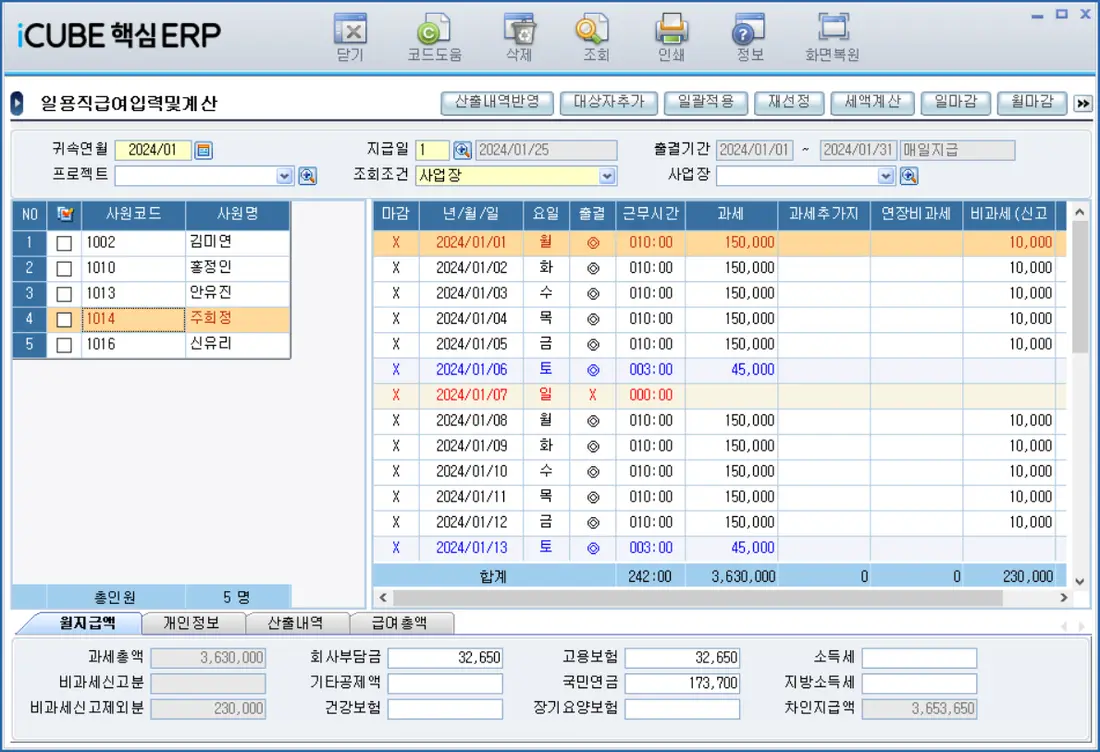 iCUBE 핵심 ERP
닫기 코드도움 삭제 조회 인쇄 정보 화면복원
일용직급여입력및계산
산출내역반영 대상자추가 일괄적용 재선정 세액계산 일마감 월마감
귀속연월 2024/01 지급일 1 2024/01/25 출결기간 2024/01/01 ~ 2024/01/31 매일지급
프로젝트 조회조건 사업장 사업장
NO 사원코드 사원명
1 1002 김미연
2 1010 홍정인
3 1013 안유진
4 1014 주희정
5 1016 신유리
총인원 5 명
마감 년/월/일 요일 출결 근무시간 과세 과세추가지 연장비과세 비과세(신고
X 2024/01/01 월 ◎ 010:00 150,000 10,000
X 2024/01/02 화 ◎ 010:00 150,000 10,000
X 2024/01/03 수 ◎ 010:00 150,000 10,000
X 2024/01/04 목 ◎ 010:00 150,000 10,000
X 2024/01/05 금 ◎ 010:00 150,000 10,000
X 2024/01/06 토 ◎ 003:00 45,000
X 2024/01/07 일 X 000:00
X 2024/01/08 월 ◎ 010:00 150,000 10,000
X 2024/01/09 화 ◎ 010:00 150,000 10,000
X 2024/01/10 수 ◎ 010:00 150,000 10,000
X 2024/01/11 목 ◎ 010:00 150,000 10,000
X 2024/01/12 금 ◎ 010:00 150,000 10,000
X 2024/01/13 토 ◎ 003:00 45,000
합계 242:00 3,630,000 0 0 230,000
월지급액 개인정보 산출내역 급여총액
과세총액 3,630,000 회사부담금 32,650 고용보험 32,650 소득세
비과세신고분 기타공제액 국민연금 173,700 지방소득세
비과세신고제외분 230,000 건강보험 장기요양보험 차인지급액 3,653,650